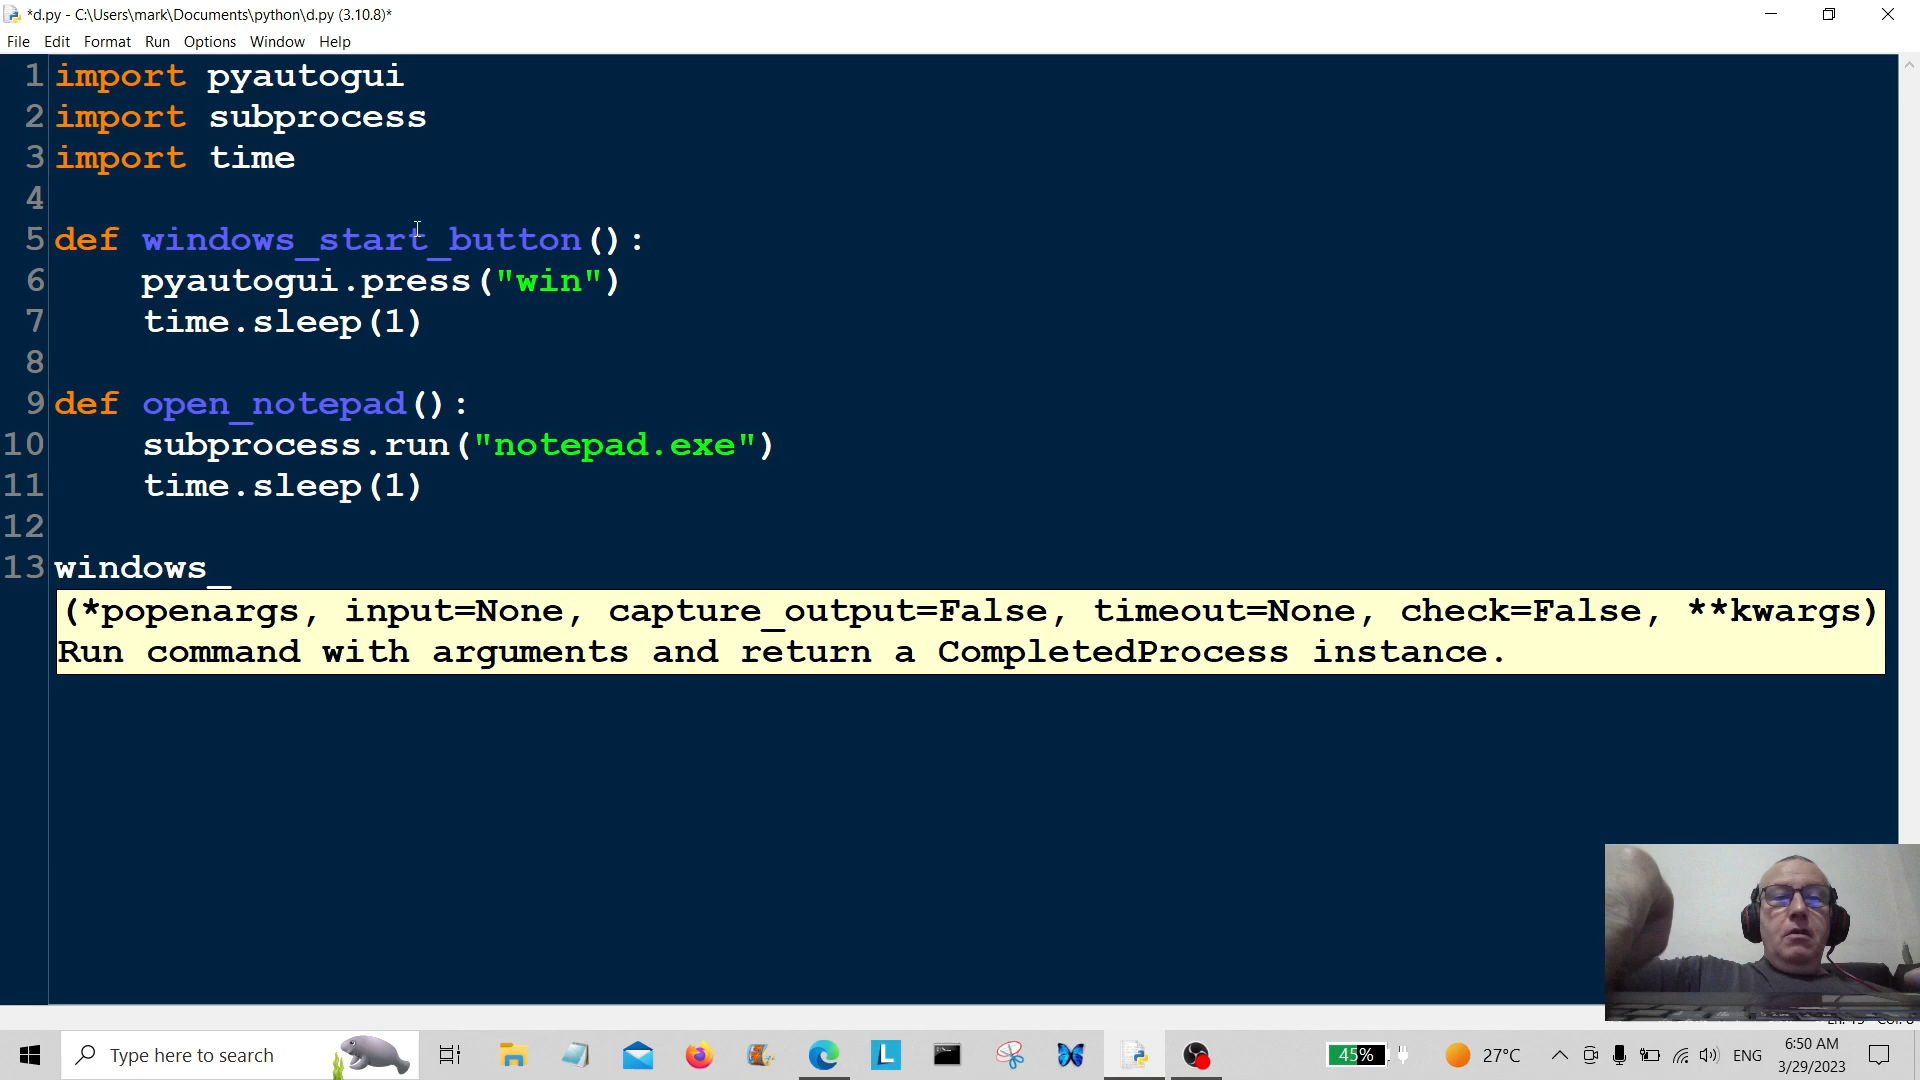 *d.py - C:\Users\mark\Documents\python\d.py (3.10.8)*
File Edit Format Run Options Window Help
1 import pyautogui
2 import subprocess
3 import time
4
5 def windows_start_button():
6     pyautogui.press("win")
7     time.sleep(1)
8
9 def open_notepad():
10     subprocess.run("notepad.exe")
11     time.sleep(1)
12
13 windows_
(*popenargs, input=None, capture_output=False, timeout=None, check=False, **kwargs)
Run command with arguments and return a CompletedProcess instance.
Type here to search
L
45%
27°C
ENG
6:50 AM
3/29/2023